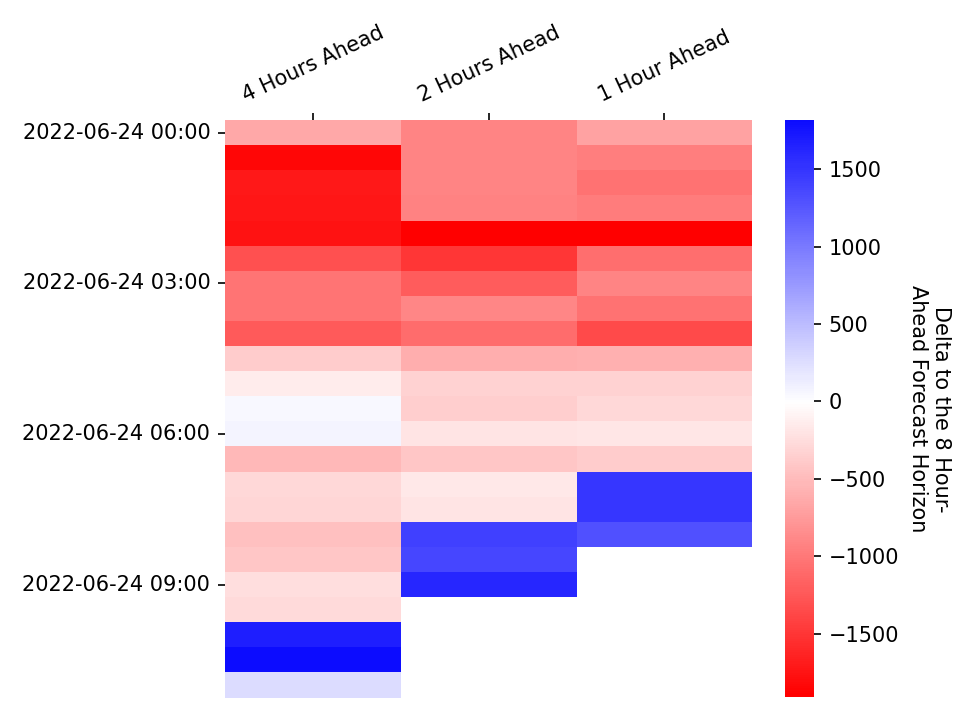 4 Hours Ahead
2 Hours Ahead
1 Hour Ahead
2022-06-24 00:00
2022-06-24 03:00
2022-06-24 06:00
2022-06-24 09:00
1500
1000
500
0
−500
−1000
−1500
Delta to the 8 Hour-
Ahead Forecast Horizon